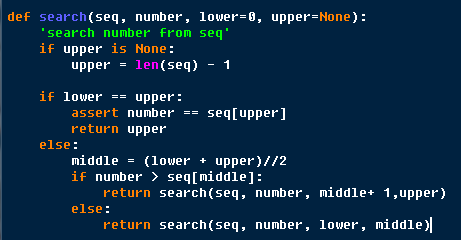 def search(seq, number, lower=0, upper=None):
    'search number from seq'
    if upper is None:
        upper = len(seq) - 1

    if lower == upper:
        assert number == seq[upper]
        return upper
    else:
        middle = (lower + upper)//2
        if number > seq[middle]:
            return search(seq, number, middle+ 1,upper)
        else:
            return search(seq, number, lower, middle)